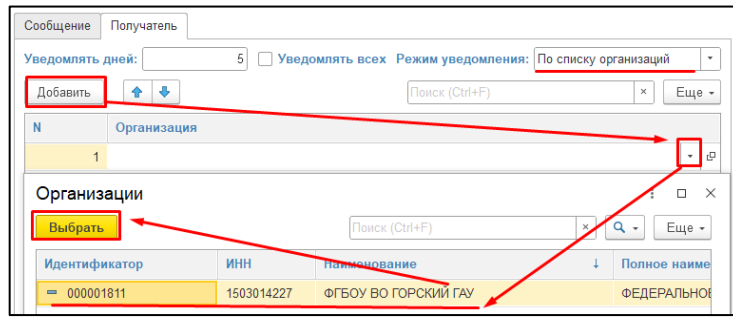 Сообщение Получатель
Уведомлять дней: 5 Уведомлять всех Режим уведомления: По списку организаций
Добавить Поиск (Ctrl+F) × Еще
N Организация
1
Организации
Выбрать Поиск (Ctrl+F) × Еще
Идентификатор ИНН Наименование ↓ Полное наиме
000001811 1503014227 ФГБОУ ВО ГОРСКИЙ ГАУ ФЕДЕРАЛЬНОЕ